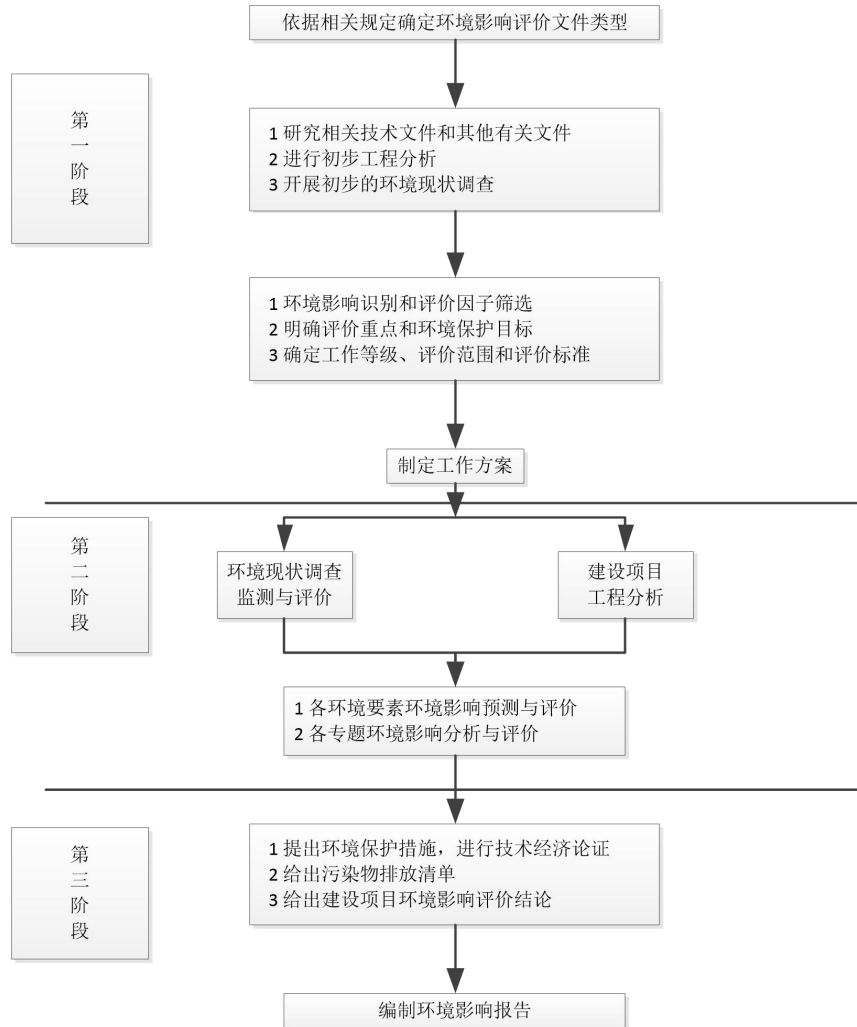 依据相关规定确定环境影响评价文件类型
第
一
阶
段
1 研究相关技术文件和其他有关文件
2 进行初步工程分析
3 开展初步的环境现状调查
1 环境影响识别和评价因子筛选
2 明确评价重点和环境保护目标
3 确定工作等级、评价范围和评价标准
制定工作方案
第
二
阶
段
环境现状调查
监测与评价
建设项目
工程分析
1 各环境要素环境影响预测与评价
2 各专题环境影响分析与评价
第
三
阶
段
1 提出环境保护措施，进行技术经济论证
2 给出污染物排放清单
3 给出建设项目环境影响评价结论
编制环境影响报告